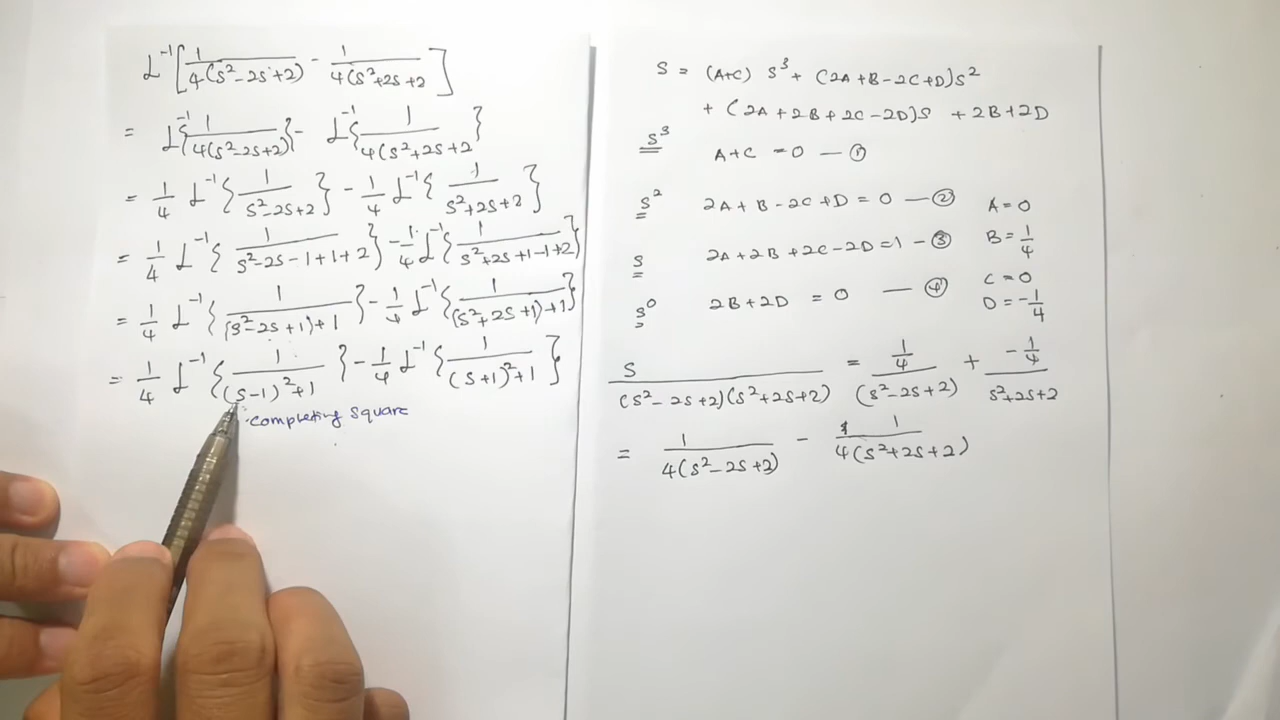 L⁻¹[1/4(s²-2s+2) - 1/4(s²+2s+2]
= L⁻¹{1/4(s²-2s+2)} - L⁻¹{1/4(s²+2s+2}
= 1/4 L⁻¹{1/s²-2s+2} - 1/4 L⁻¹{1/s²+2s+2}
= 1/4 L⁻¹{1/s²-2s-1+1+2} - 1/4 L⁻¹{1/s²+2s+1-1+2}
= 1/4 L⁻¹{1/(s²-2s+1)+1} - 1/4 L⁻¹{1/(s²+2s+1)+1}
= 1/4 L⁻¹{1/(s-1)²+1} - 1/4 L⁻¹{1/(s+1)²+1}
completing square
S = (A+C) S³ + (2A+B-2C+D)S²
+ (2A+2B+2C-2D)S + 2B+2D
S³ A+C = 0 — ①
S² 2A+B-2C+D = 0 — ②
S 2A+2B+2C-2D = 1 — ③
S⁰ 2B+2D = 0 — ④
A=0
B=1/4
C=0
D=-1/4
S/(s²-2s+2)(s²+2s+2) = 1/4/(s²-2s+2) + -1/4/s²+2s+2
= 1/4(s²-2s+2) - 1/4(s²+2s+2)